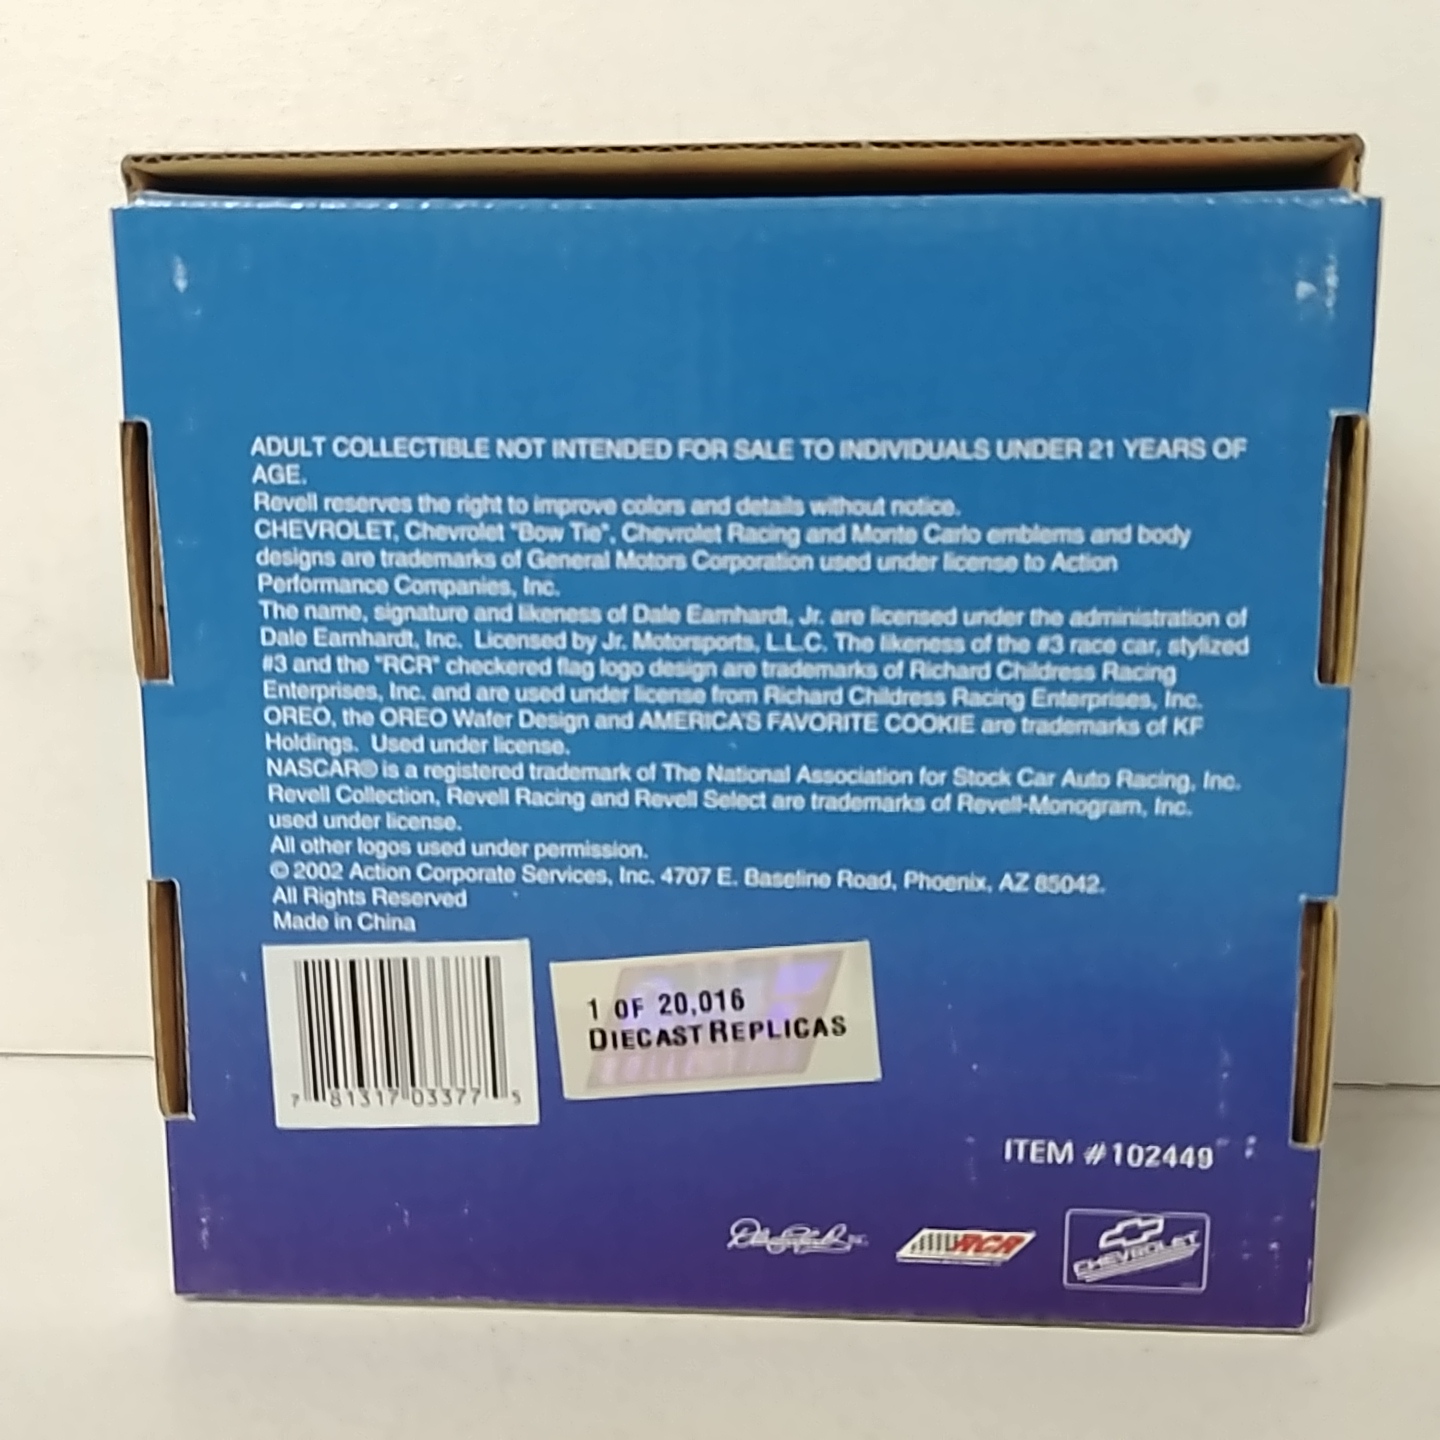 ADULT COLLECTIBLE NOT INTENDED FOR SALE TO INDIVIDUALS UNDER 21 YEARS OF
AGE.
Revell reserves the right to improve colors and details without notice.
CHEVROLET, Chevrolet "Bow Tie", Chevrolet Racing and Monte Carlo emblems and body
designs are trademarks of General Motors Corporation used under license to Action
Performance Companies, Inc.
The name, signature and likeness of Dale Earnhardt, Jr. are licensed under the administration of
Dale Earnhardt, Inc. Licensed by Jr. Motorsports, L.L.C. The likeness of the #3 race car, stylized
#3 and the "RCR" checkered flag logo design are trademarks of Richard Childress Racing
Enterprises, Inc. and are used under license from Richard Childress Racing Enterprises, Inc.
OREO, the OREO Wafer Design and AMERICA'S FAVORITE COOKIE are trademarks of KF
Holdings. Used under license.
NASCAR® is a registered trademark of The National Association for Stock Car Auto Racing, Inc.
Revell Collection, Revell Racing and Revell Select are trademarks of Revell-Monogram, Inc.
used under license.
All other logos used under permission.
© 2002 Action Corporate Services, Inc. 4707 E. Baseline Road, Phoenix, AZ 85042.
All Rights Reserved
Made in China
7 81317 03377 5
1 OF 20,016
DIECAST REPLICAS
ITEM #102449
RCR
CHEVROLET